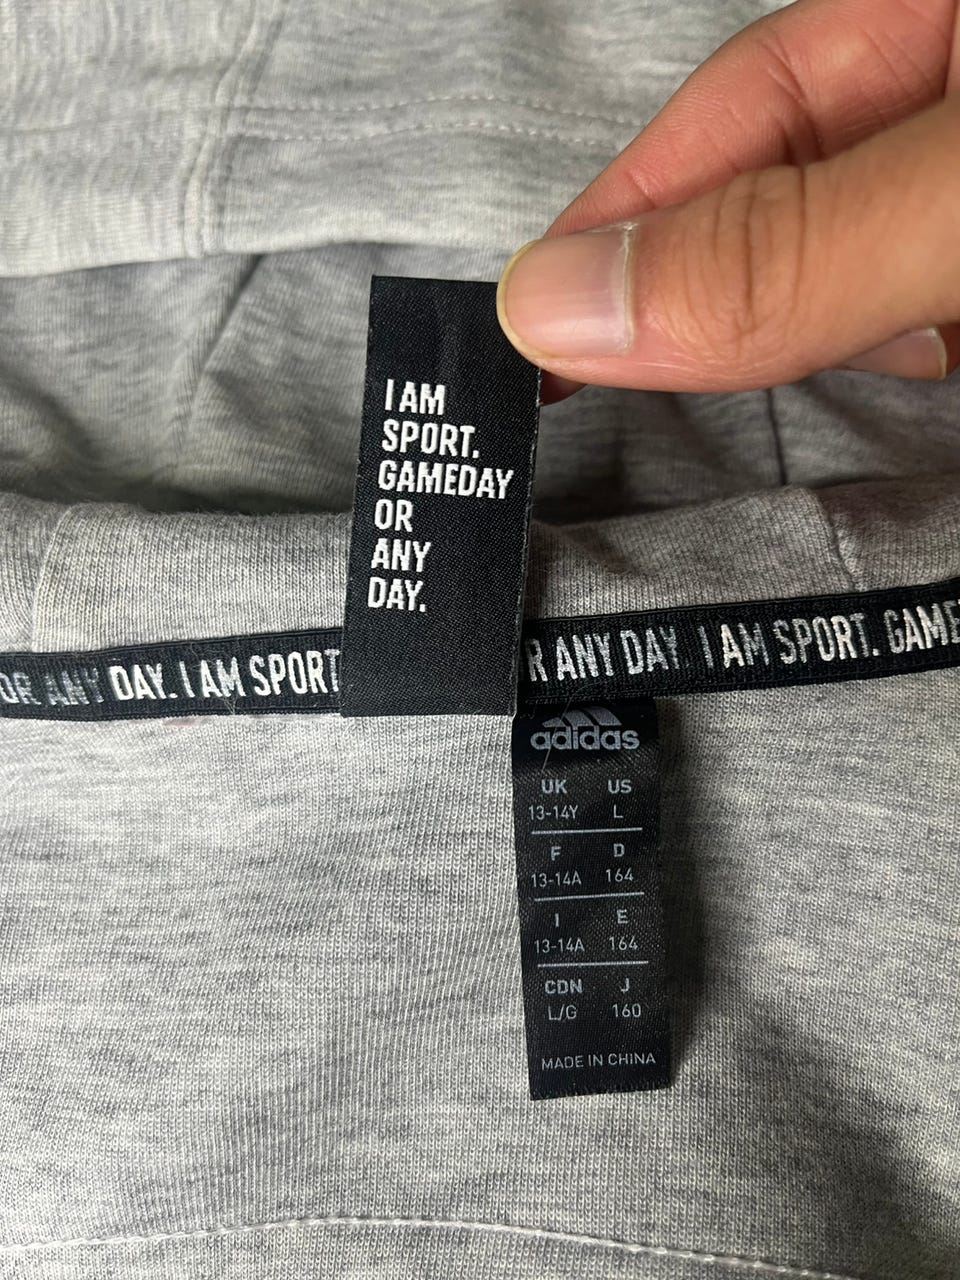 I AM
SPORT.
GAMEDAY
OR
ANY
DAY.
OR ANY DAY. I AM SPORT
R ANY DAY. I AM SPORT. GAME
adidas
UK US
13-14Y L
F D
13-14A 164
I E
13-14A 164
CDN J
L/G 160
MADE IN CHINA